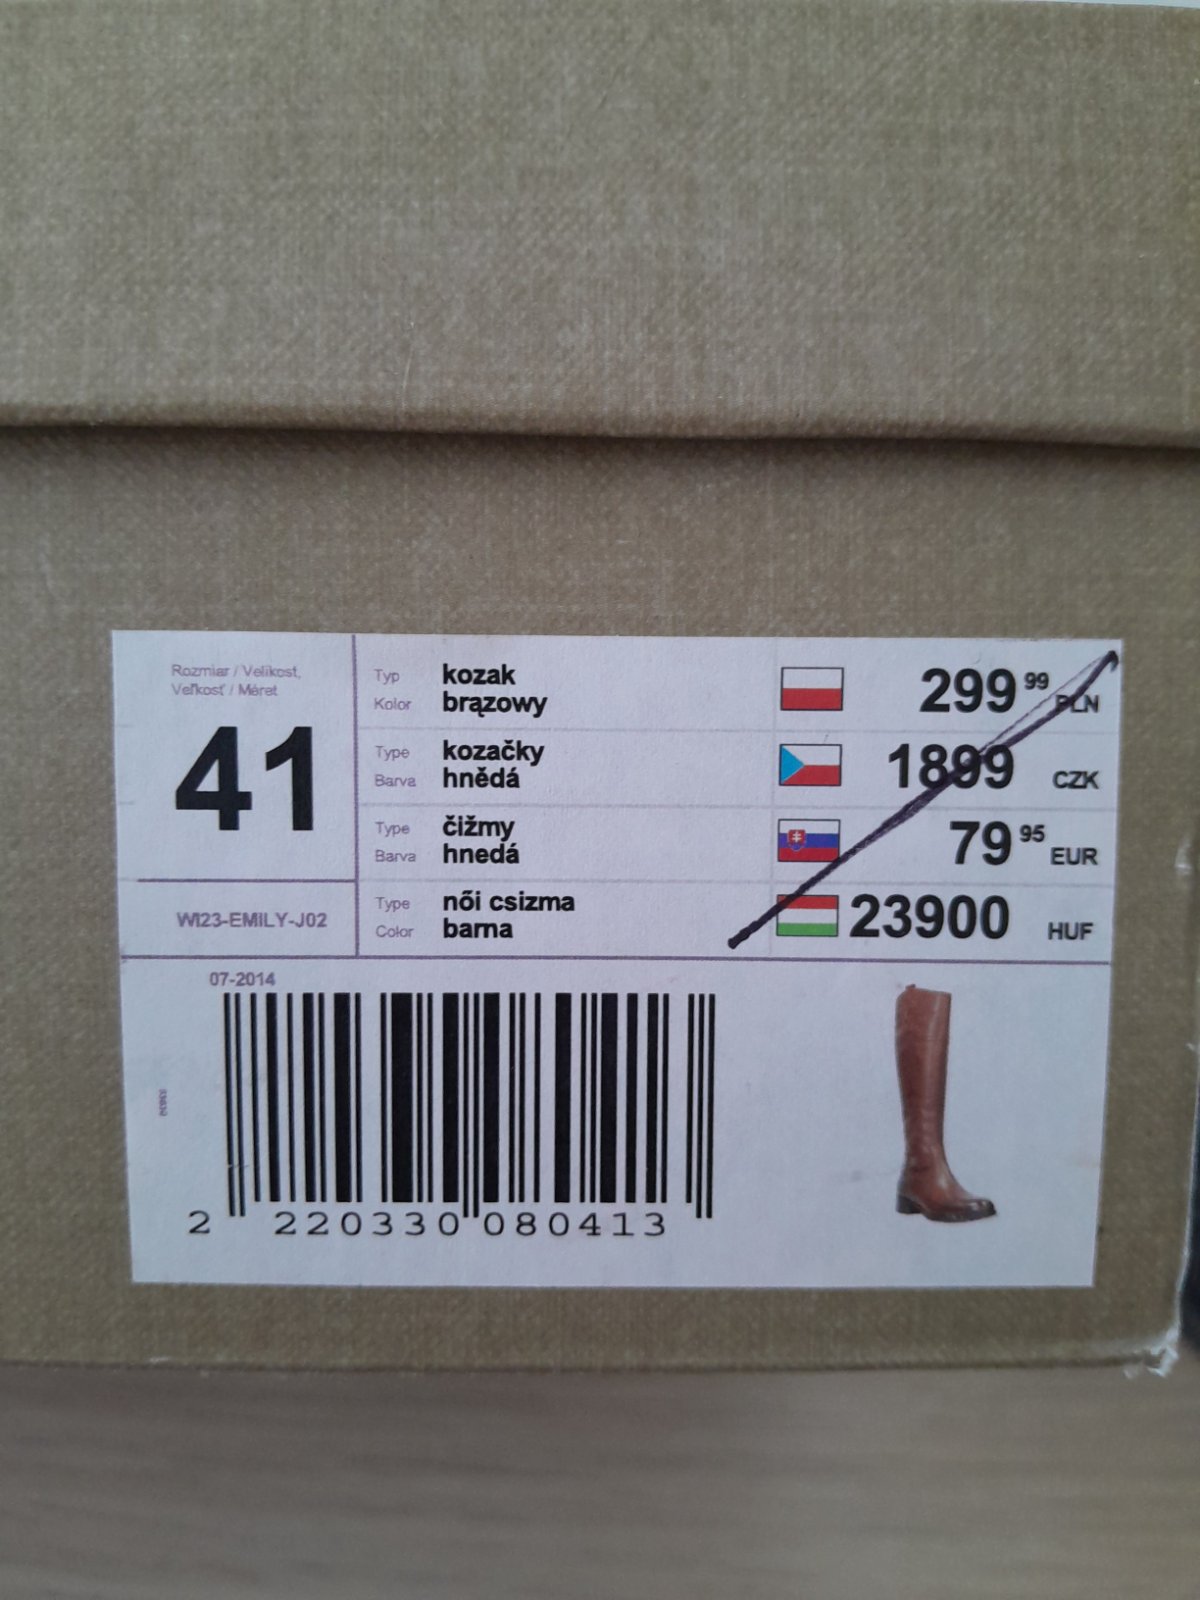 Rozmiar / Velikost,
Veľkosť / Méret
41
WI23-EMILY-J02
Typ kozak
Kolor brązowy
299 99 PLN
Type kozačky
Barva hnědá
1899 CZK
Type čižmy
Barva hnedá
79 95 EUR
Type női csizma
Color barna
23900 HUF
07-2014
2 220330 080413